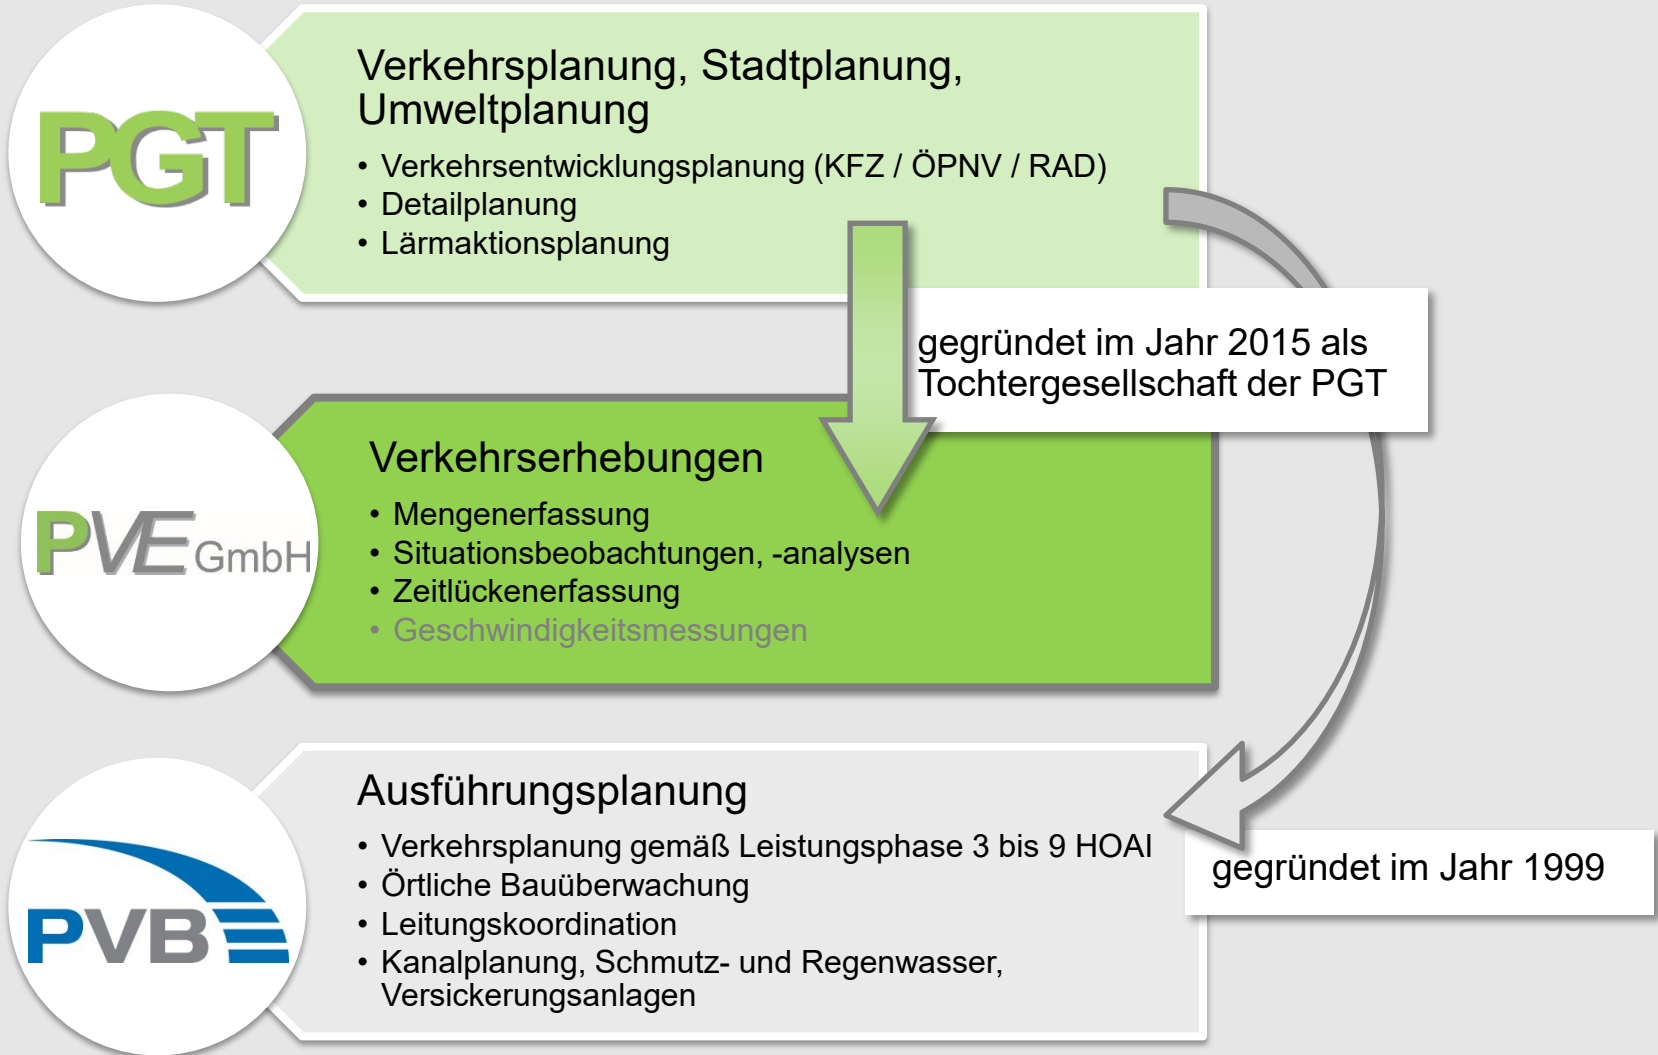 PGT
Verkehrsplanung, Stadtplanung,
Umweltplanung
• Verkehrsentwicklungsplanung (KFZ / ÖPNV / RAD)
• Detailplanung
• Lärmaktionsplanung
gegründet im Jahr 2015 als
Tochtergesellschaft der PGT
PVE GmbH
Verkehrserhebungen
• Mengenerfassung
• Situationsbeobachtungen, -analysen
• Zeitlückenerfassung
• Geschwindigkeitsmessungen
PVB
Ausführungsplanung
• Verkehrsplanung gemäß Leistungsphase 3 bis 9 HOAI
• Örtliche Bauüberwachung
• Leitungskoordination
• Kanalplanung, Schmutz- und Regenwasser,
Versickerungsanlagen
gegründet im Jahr 1999